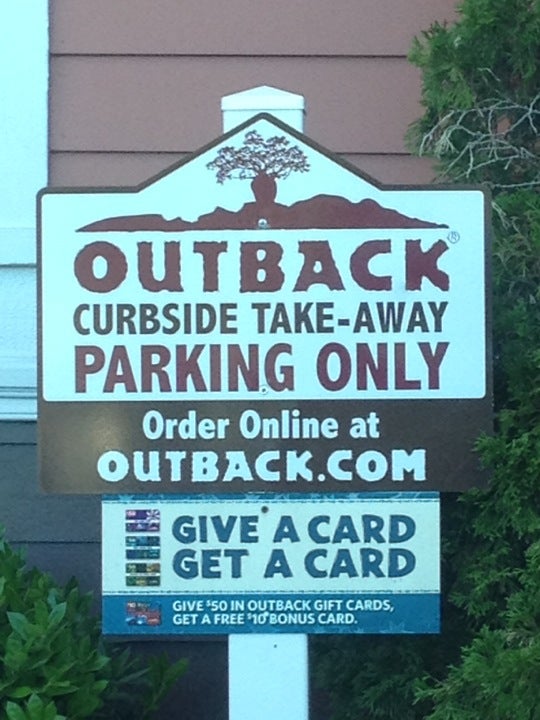 OUTBACK®
CURBSIDE TAKE-AWAY
PARKING ONLY
Order Online at
OUTBACK.COM
GIVE A CARD
GET A CARD
GIVE $50 IN OUTBACK GIFT CARDS,
GET A FREE $10 BONUS CARD.